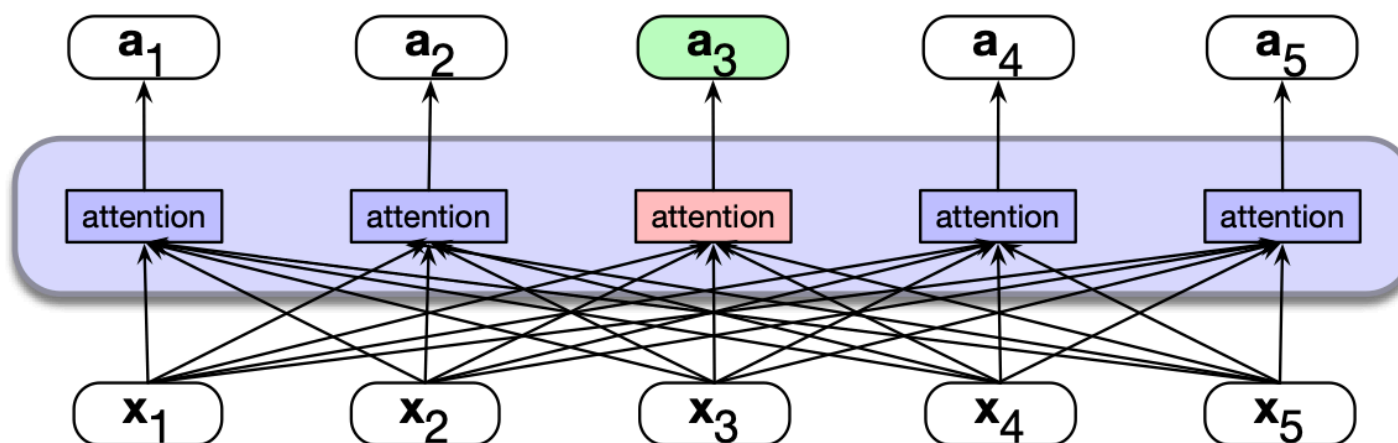 a1 a2 a3 a4 a5
attention attention attention attention attention
x1 x2 x3 x4 x5